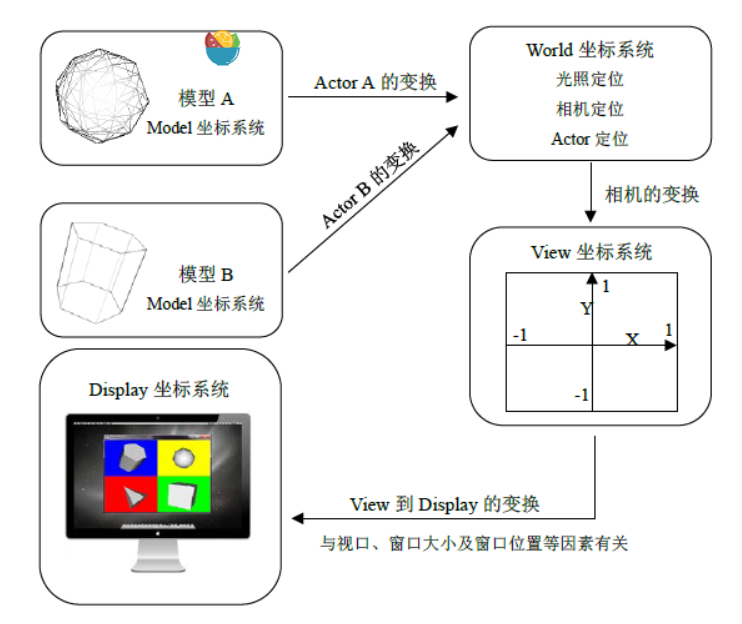 模型 A
Model 坐标系统
Actor A 的变换
World 坐标系统
光照定位
相机定位
Actor 定位
Actor B 的变换
相机的变换
模型 B
Model 坐标系统
View 坐标系统
1
Y
-1
X
1
-1
Display 坐标系统
View 到 Display 的变换
与视口、窗口大小及窗口位置等因素有关